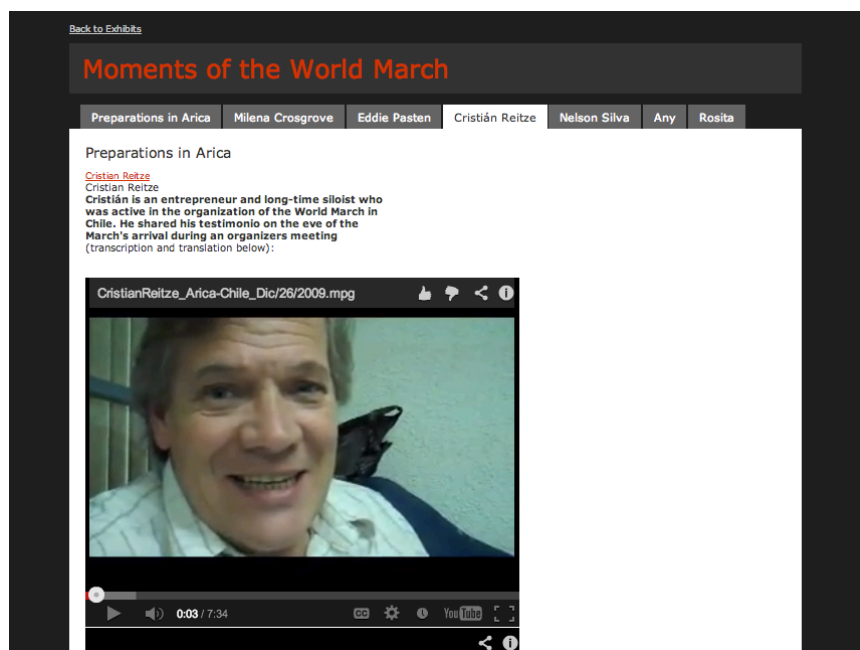 Back to Exhibits
Moments of the World March
Preparations in Arica Milena Crosgrove Eddie Pasten Cristián Reitze Nelson Silva Any Rosita
Preparations in Arica
Cristian Reitze
Cristian Reitze
Cristián is an entrepreneur and long-time siloist who
was active in the organization of the World March in
Chile. He shared his testimonio on the eve of the
March's arrival during an organizers meeting
(transcription and translation below):
CristianReitze_Arica-Chile_Dic/26/2009.mpg
0:03 / 7:34 CC YouTube